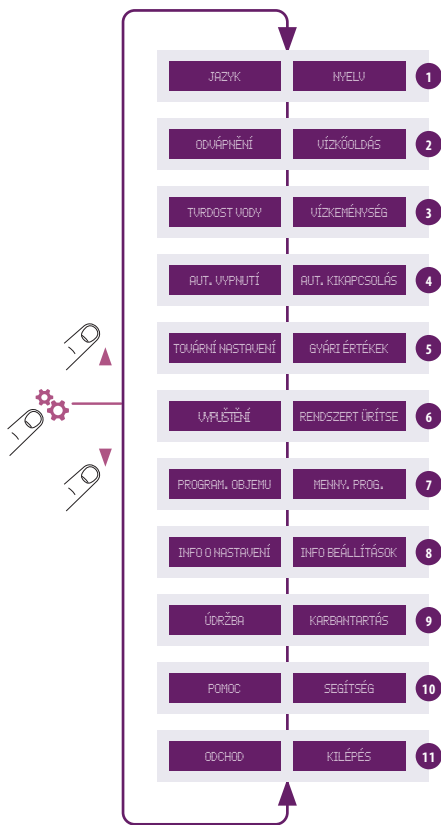 JAZYK NYELV 1
ODVÁPNĚNÍ VÍZKŐOLDÁS 2
TVRDOST VODY VÍZKEMÉNYSÉG 3
AUT. VYPNUTÍ AUT. KIKAPCSOLÁS 4
TOVÁRNÍ NASTAVENÍ GYÁRI ÉRTÉKEK 5
VYPUŠTĚNÍ RENDSZERT ÜRÍTSE 6
PROGRAM. OBJEMU MENNY. PROG. 7
INFO O NASTAVENÍ INFO BEÁLLÍTÁSOK 8
ÚDRŽBA KARBANTARTÁS 9
POMOC SEGÍTSÉG 10
ODCHOD KILÉPÉS 11